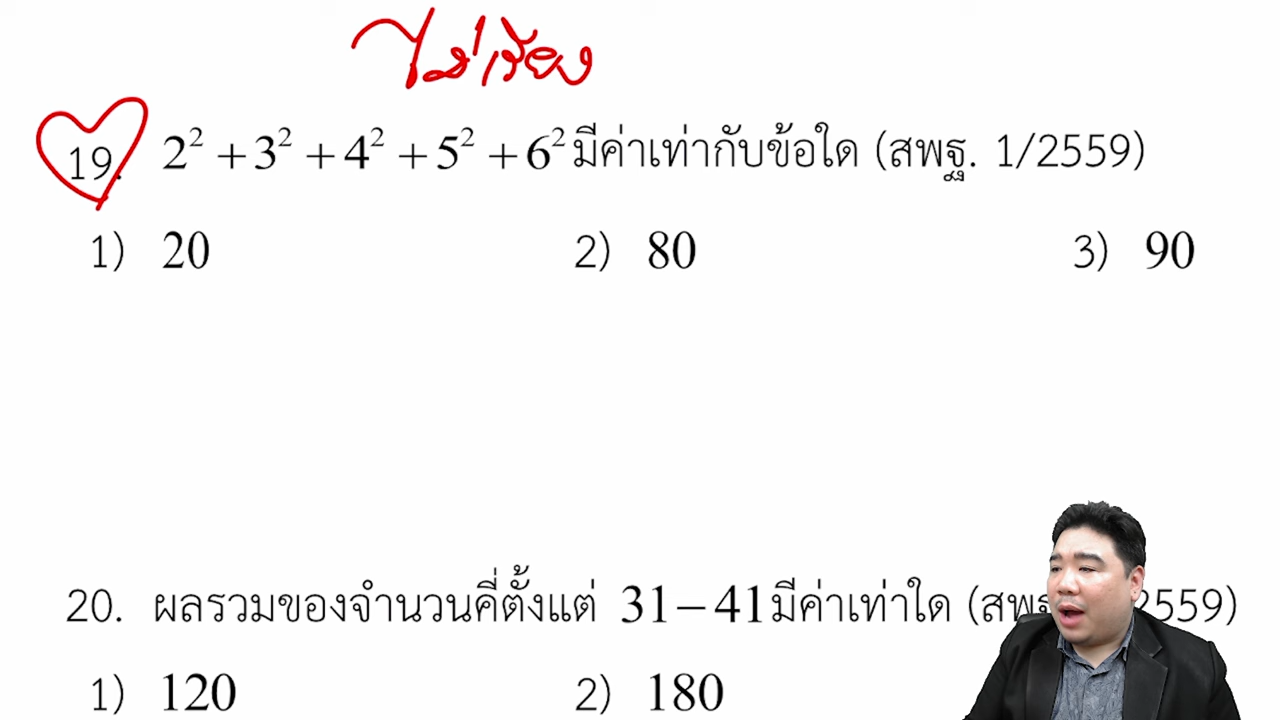 ไม่เรียง
19. 2² + 3² + 4² + 5² + 6² มีค่าเท่ากับข้อใด (สพฐ. 1/2559)
1) 20 2) 80 3) 90
20. ผลรวมของจำนวนคี่ตั้งแต่ 31 – 41 มีค่าเท่าใด (สพ 2559)
1) 120 2) 180